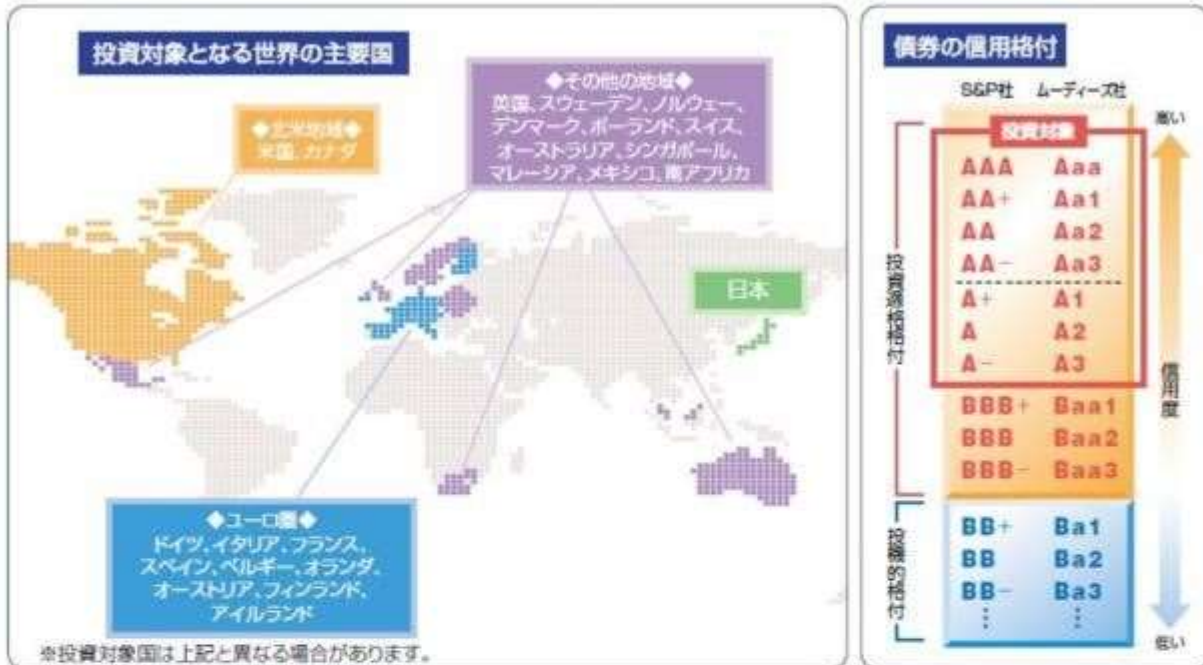 投資対象となる世界の主要国
◆北米地域◆
米国、カナダ
◆その他の地域◆
英国、スウェーデン、ノルウェー、
デンマーク、ポーランド、スイス、
オーストラリア、シンガポール、
マレーシア、メキシコ、南アフリカ
日本
◆ユーロ圏◆
ドイツ、イタリア、フランス、
スペイン、ベルギー、オランダ、
オーストリア、フィンランド、
アイルランド
※投資対象国は上記と異なる場合があります。
債券の信用格付
S&P社 ムーディーズ社
投資対象
AAA Aaa
AA+ Aa1
AA Aa2
AA- Aa3
A+ A1
A A2
A- A3
BBB+ Baa1
BBB Baa2
BBB- Baa3
BB+ Ba1
BB Ba2
BB- Ba3
⋮ ⋮
投資適格格付
投機的格付
高い
信用度
低い